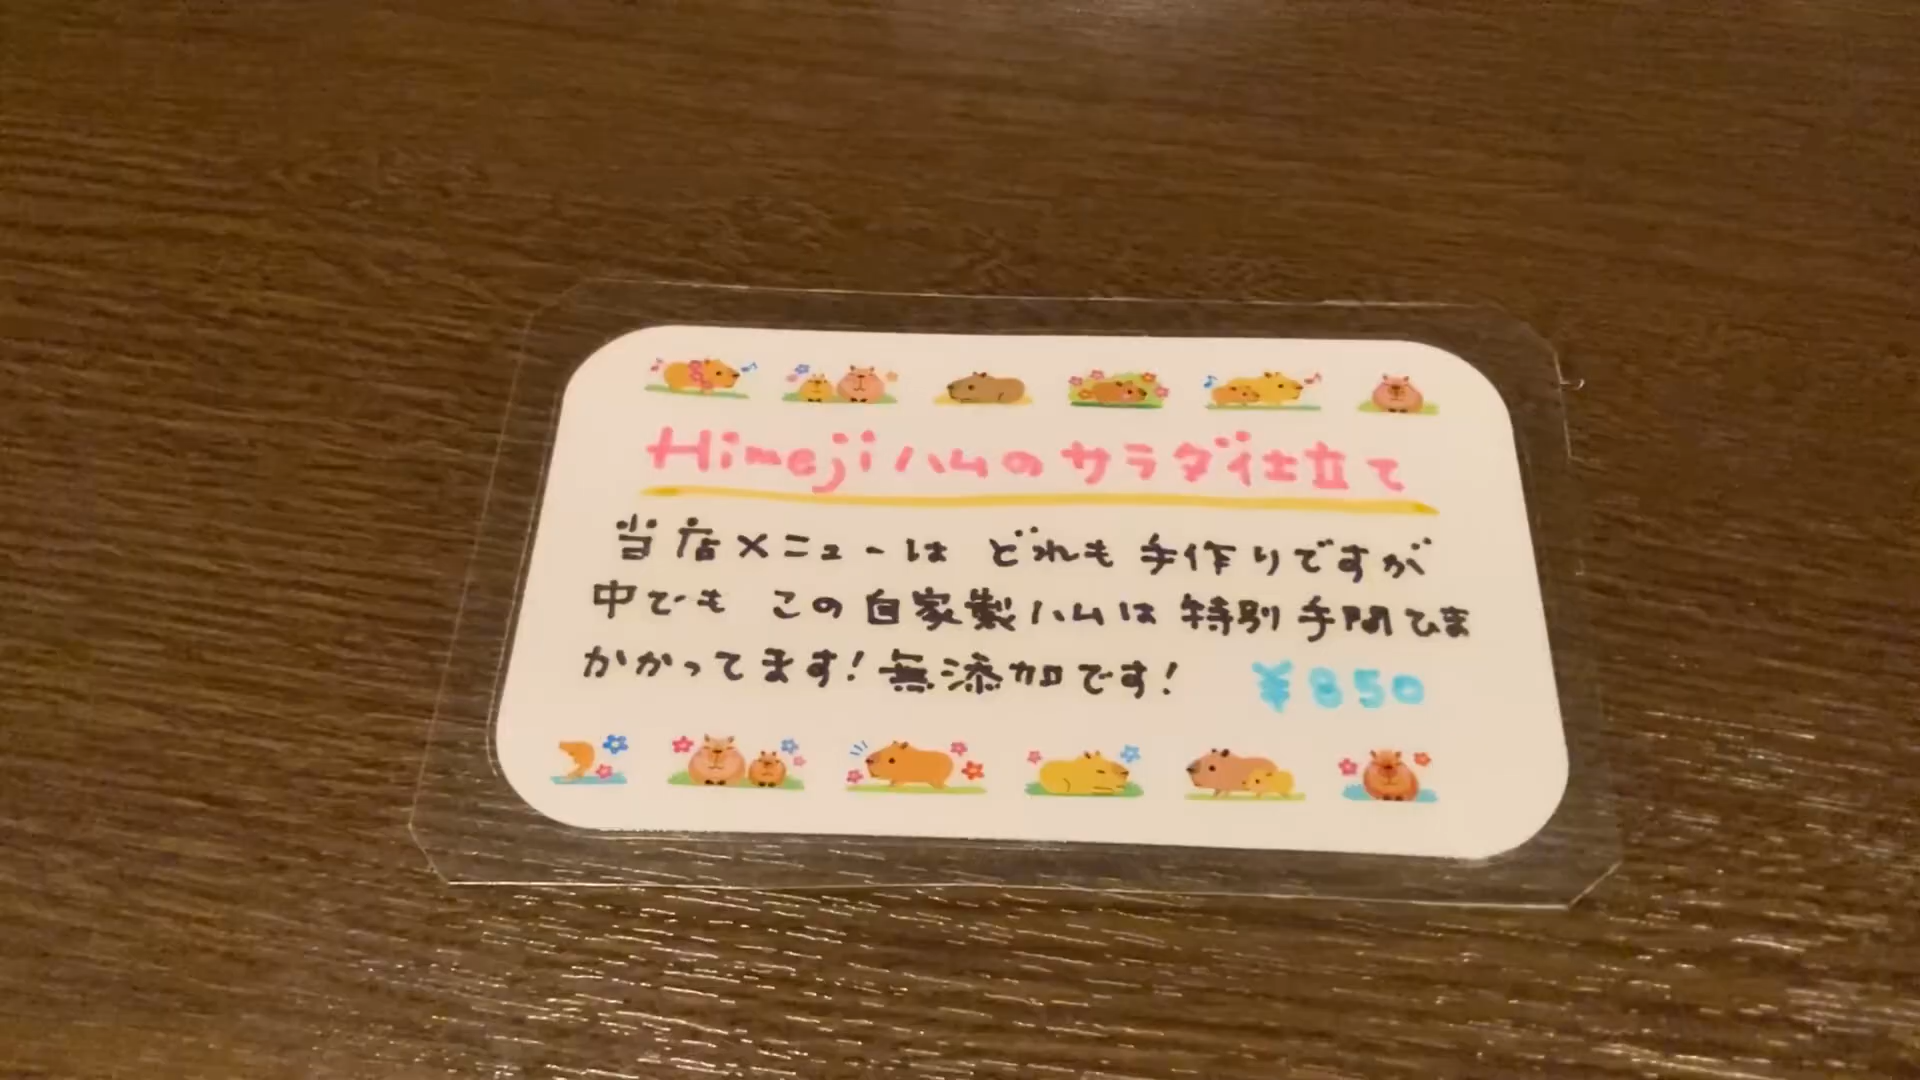 Himejiハムのサラダ仕立て
当店メニューは どれも 手作りですが
中でも この自家製ハムは 特別 手間ひま
かかってます!無添加です! ¥850